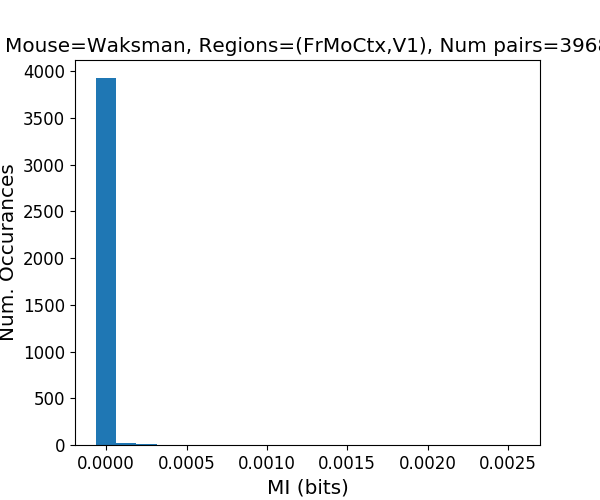 Mouse=Waksman, Regions=(FrMoCtx,V1), Num pairs=3968
Num. Occurances
4000
3500
3000
2500
2000
1500
1000
500
0
0.0000 0.0005 0.0010 0.0015 0.0020 0.0025
MI (bits)